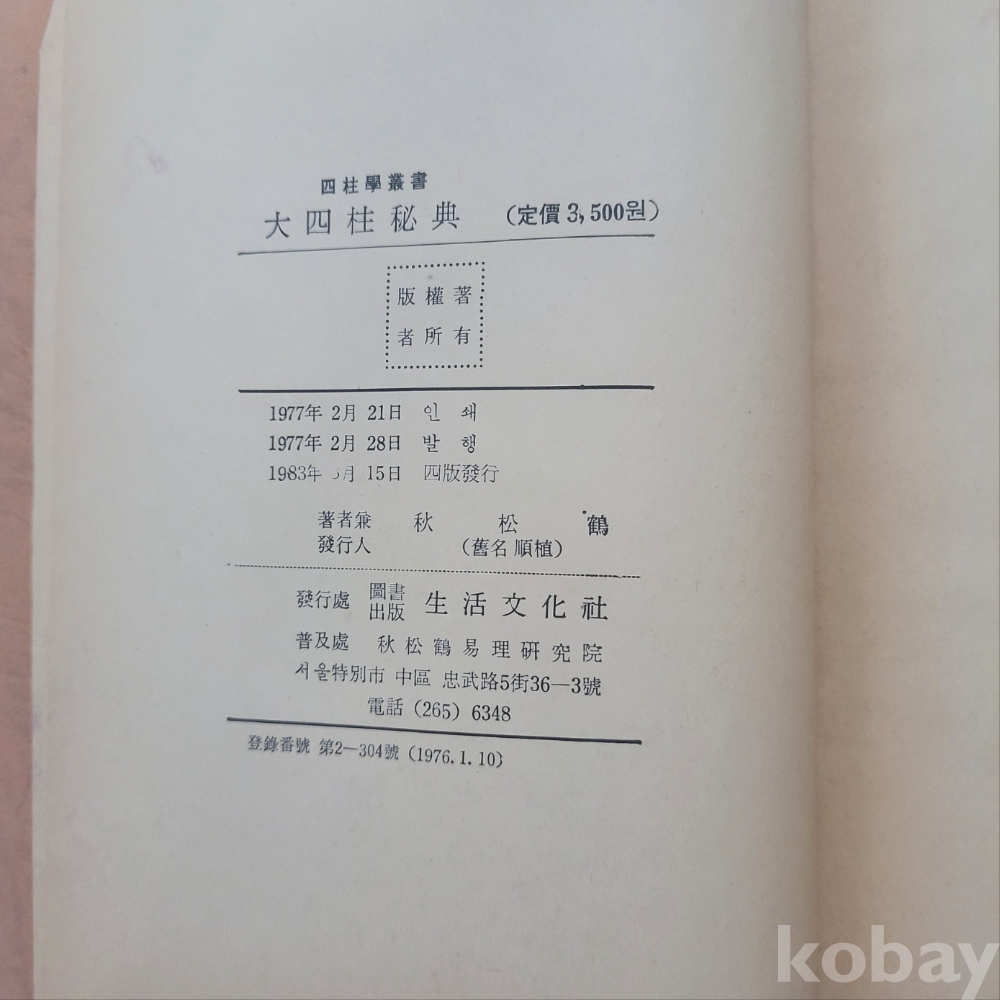 四柱學叢書
大四柱秘典 (定價 3,500원)
版權著
者所有
1977年 2月 21日 인 쇄
1977年 2月 28日 발 행
1983年 月 15日 四版發行
著者兼 秋 松 鶴
發行人 (舊名 順植)
發行處 圖書出版 生活文化社
普及處 秋松鶴易理硏究院
서울特別市 中區 忠武路5街36—3號
電話 (265) 6348
登錄番號 第2—304號 (1976.1.10)
kobay